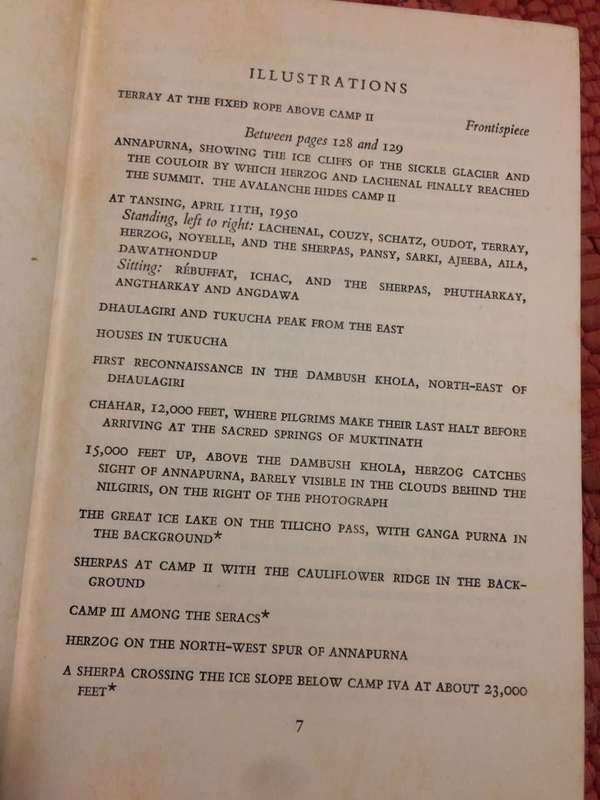 ILLUSTRATIONS
TERRAY AT THE FIXED ROPE ABOVE CAMP II
Frontispiece
Between pages 128 and 129
ANNAPURNA, SHOWING THE ICE CLIFFS OF THE SICKLE GLACIER AND
THE COULOIR BY WHICH HERZOG AND LACHENAL FINALLY REACHED
THE SUMMIT. THE AVALANCHE HIDES CAMP II
AT TANSING, APRIL 11TH, 1950
Standing, left to right: LACHENAL, COUZY, SCHATZ, OUDOT, TERRAY,
HERZOG, NOYELLE, AND THE SHERPAS, PANSY, SARKI, AJEEBA, AILA,
DAWATHONDUP
Sitting: RÉBUFFAT, ICHAC, AND THE SHERPAS, PHUTHARKAY,
ANGTHARKAY AND ANGDAWA
DHAULAGIRI AND TUKUCHA PEAK FROM THE EAST
HOUSES IN TUKUCHA
FIRST RECONNAISSANCE IN THE DAMBUSH KHOLA, NORTH-EAST OF
DHAULAGIRI
CHAHAR, 12,000 FEET, WHERE PILGRIMS MAKE THEIR LAST HALT BEFORE
ARRIVING AT THE SACRED SPRINGS OF MUKTINATH
15,000 FEET UP, ABOVE THE DAMBUSH KHOLA, HERZOG CATCHES
SIGHT OF ANNAPURNA, BARELY VISIBLE IN THE CLOUDS BEHIND THE
NILGIRIS, ON THE RIGHT OF THE PHOTOGRAPH
THE GREAT ICE LAKE ON THE TILICHO PASS, WITH GANGA PURNA IN
THE BACKGROUND*
SHERPAS AT CAMP II WITH THE CAULIFLOWER RIDGE IN THE BACK-
GROUND
CAMP III AMONG THE SERACS*
HERZOG ON THE NORTH-WEST SPUR OF ANNAPURNA
A SHERPA CROSSING THE ICE SLOPE BELOW CAMP IVA AT ABOUT 23,000
FEET*
7